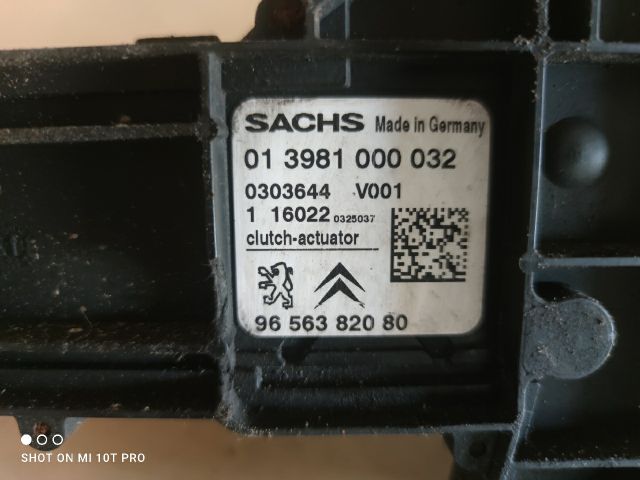 SACHS Made in Germany
01 3981 000 032
0303644 V001
1 16022 0325037
clutch-actuator
96 563 820 80
SHOT ON MI 10T PRO